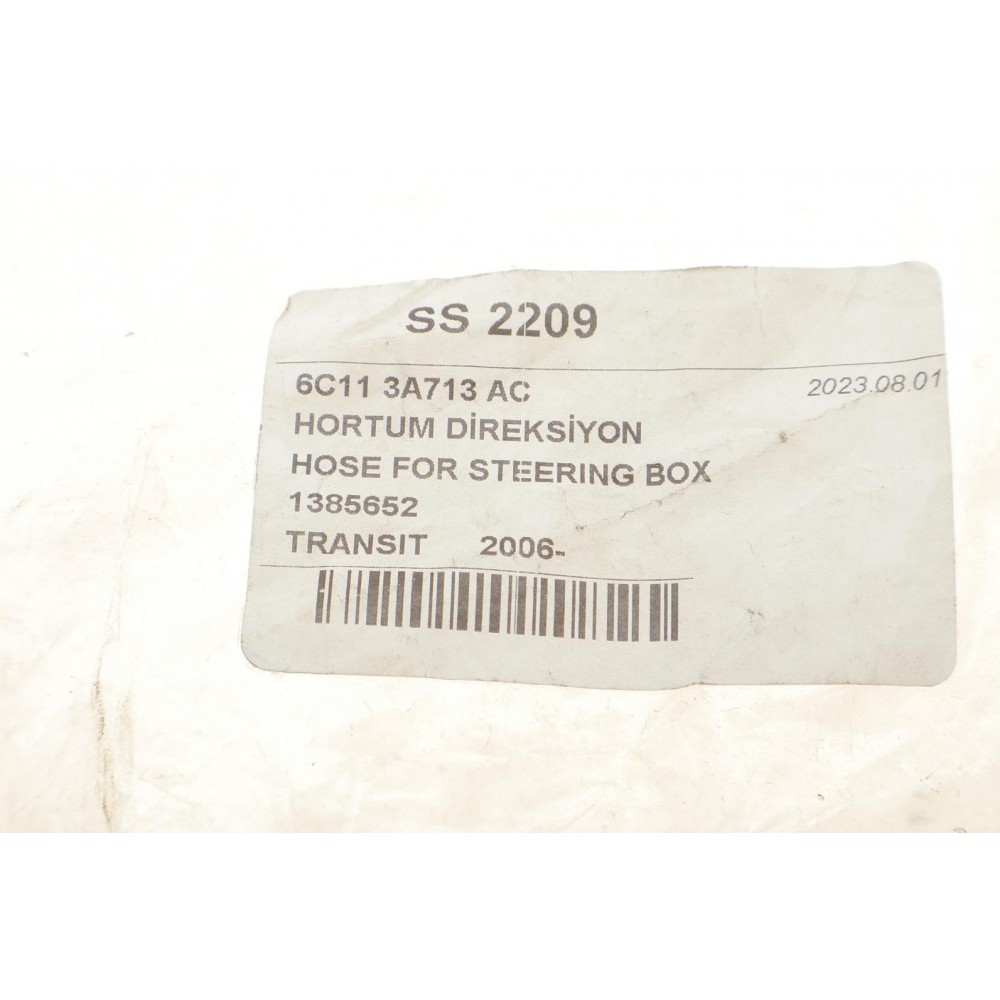 SS 2209
6C11 3A713 AC 2023.08.01
HORTUM DİREKSİYON
HOSE FOR STEERING BOX
1385652
TRANSIT 2006-